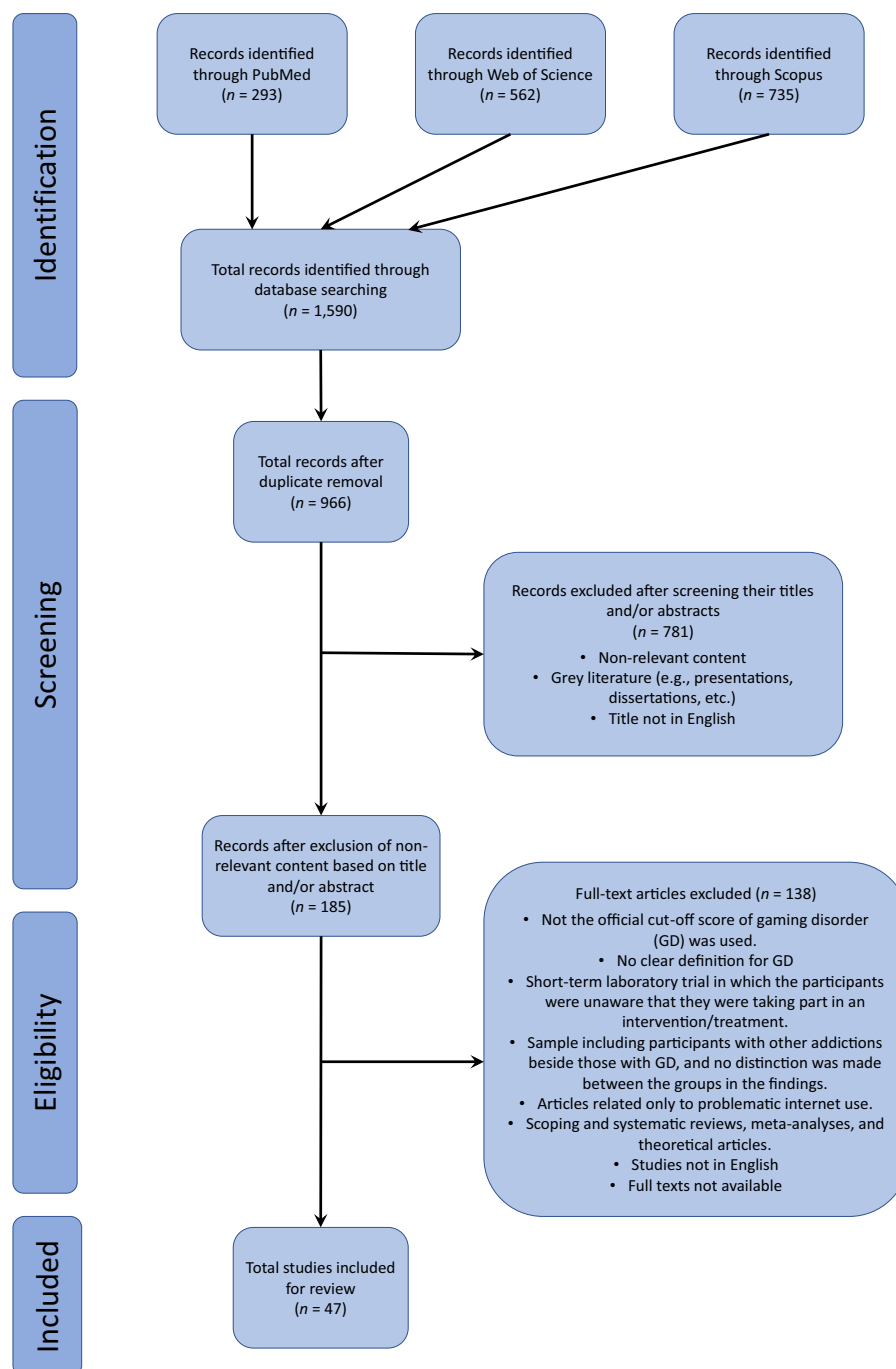 Identification
Records identified
through PubMed
(n = 293)
Records identified
through Web of Science
(n = 562)
Records identified
through Scopus
(n = 735)
Total records identified through
database searching
(n = 1,590)
Screening
Total records after
duplicate removal
(n = 966)
Records excluded after screening their titles
and/or abstracts
(n = 781)
• Non-relevant content
• Grey literature (e.g., presentations,
dissertations, etc.)
• Title not in English
Records after exclusion of non-
relevant content based on title
and/or abstract
(n = 185)
Eligibility
Full-text articles excluded (n = 138)
• Not the official cut-off score of gaming disorder
(GD) was used.
• No clear definition for GD
• Short-term laboratory trial in which the participants
were unaware that they were taking part in an
intervention/treatment.
• Sample including participants with other addictions
beside those with GD, and no distinction was made
between the groups in the findings.
• Articles related only to problematic internet use.
• Scoping and systematic reviews, meta-analyses, and
theoretical articles.
• Studies not in English
• Full texts not available
Included
Total studies included
for review
(n = 47)